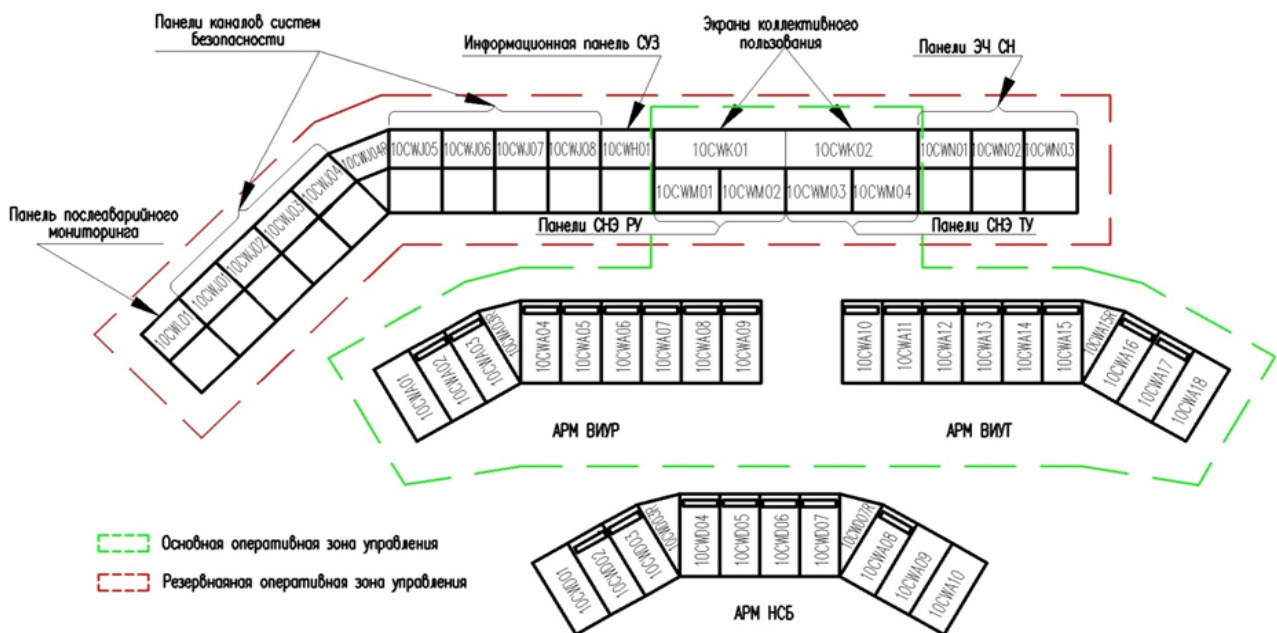 Панели каналов систем
безопасности
Информационная панель СУЗ
Экраны коллективного
пользования
Панели ЭЧ СН
Панель послеаварийного
мониторинга
10CWL01
10CWJ01
10CWJ02
10CWJ03
10CWJ04
10CWJ04R
10CWJ05
10CWJ06
10CWJ07
10CWJ08
10CWH01
10CWK01
10CWK02
10CWN01
10CWN02
10CWN03
10CWM01
10CWM02
10CWM03
10CWM04
Панели СНЭ РУ
Панели СНЭ ТУ
10CWA01
10CWA02
10CWA03
10CWA03R
10CWA04
10CWA05
10CWA06
10CWA07
10CWA08
10CWA09
10CWA10
10CWA11
10CWA12
10CWA13
10CWA14
10CWA15
10CWA15R
10CWA16
10CWA17
10CWA18
АРМ ВИУР
АРМ ВИУТ
10CWD01
10CWD02
10CWD03
10CWD03R
10CWD04
10CWD05
10CWD06
10CWD07
10CWD07R
10CWA08
10CWA09
10CWA10
АРМ НСБ
Основная оперативная зона управления
Резервнаяная оперативная зона управления